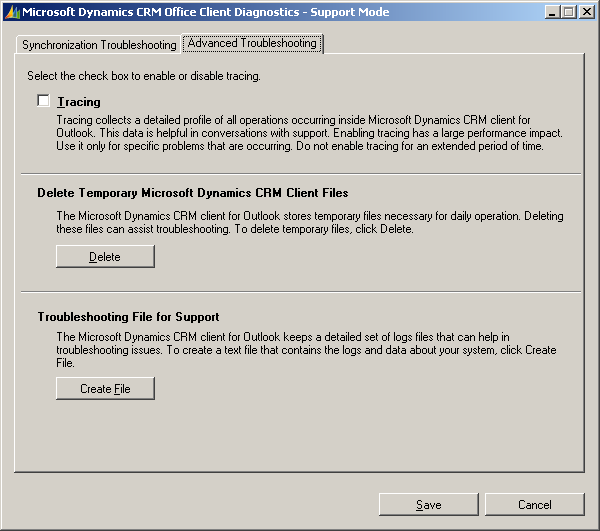 Microsoft Dynamics CRM Office Client Diagnostics - Support Mode
Synchronization Troubleshooting
Advanced Troubleshooting
Select the check box to enable or disable tracing.
Tracing
Tracing collects a detailed profile of all operations occurring inside Microsoft Dynamics CRM client for
Outlook. This data is helpful in conversations with support. Enabling tracing has a large performance impact.
Use it only for specific problems that are occurring. Do not enable tracing for an extended period of time.
Delete Temporary Microsoft Dynamics CRM Client Files
The Microsoft Dynamics CRM client for Outlook stores temporary files necessary for daily operation. Deleting
these files can assist troubleshooting. To delete temporary files, click Delete.
Delete
Troubleshooting File for Support
The Microsoft Dynamics CRM client for Outlook keeps a detailed set of logs files that can help in
troubleshooting issues. To create a text file that contains the logs and data about your system, click Create
File.
Create File
Save
Cancel